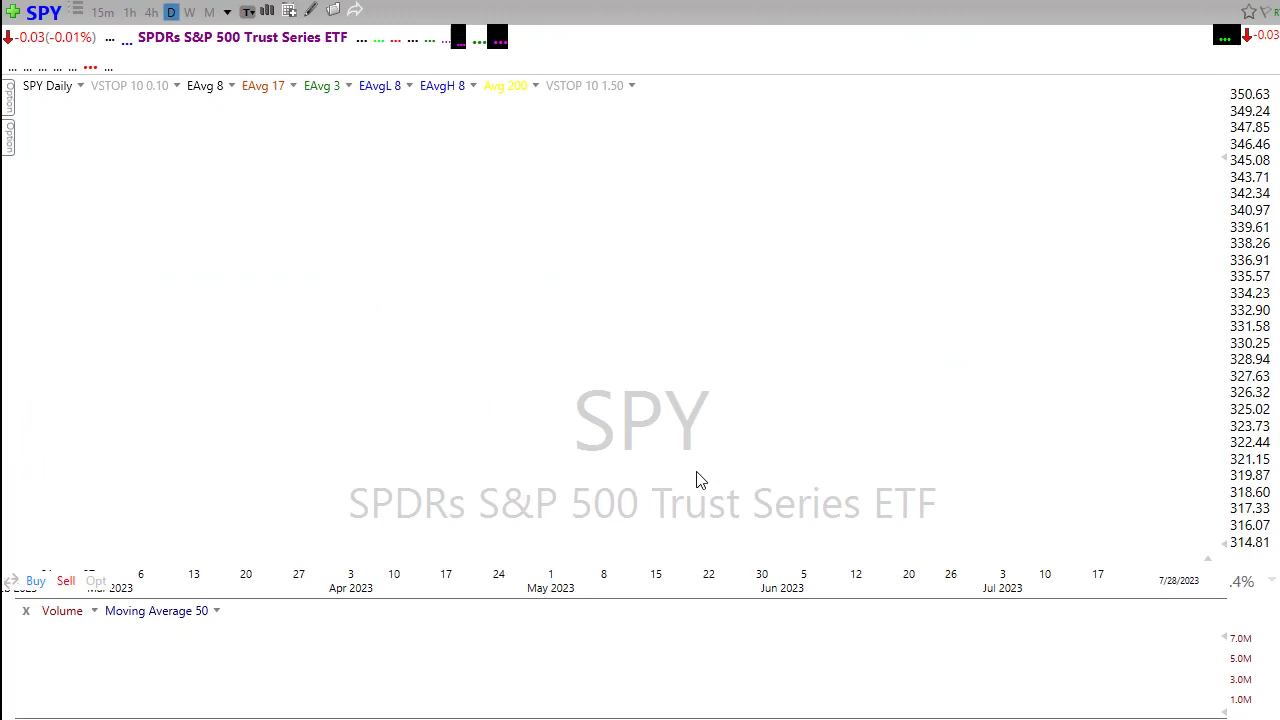 SPY 15m 1h 4h D W M T
-0.03(-0.01%) ... ... SPDRs S&P 500 Trust Series ETF ... ... ... ... ... ... ... ... ... ... -0.03
... ... ... ... ... ... ...
SPY Daily VSTOP 10 0.10 EAvg 8 EAvg 17 EAvg 3 EAvgL 8 EAvgH 8 Avg 200 VSTOP 10 1.50
Option
Option
350.63
349.24
347.85
346.46
345.08
343.71
342.34
340.97
339.61
338.26
336.91
335.57
334.23
332.90
331.58
330.25
328.94
327.63
326.32
325.02
323.73
322.44
321.15
319.87
318.60
317.33
316.07
314.81
SPY
SPDRs S&P 500 Trust Series ETF
6 13 20 27 3 10 17 24 1 8 15 22 30 5 12 20 26 3 10 17
Buy Sell Opt 7/28/2023 .4%
2023 Apr 2023 May 2023 Jun 2023 Jul 2023
X Volume Moving Average 50
7.0M
5.0M
3.0M
1.0M